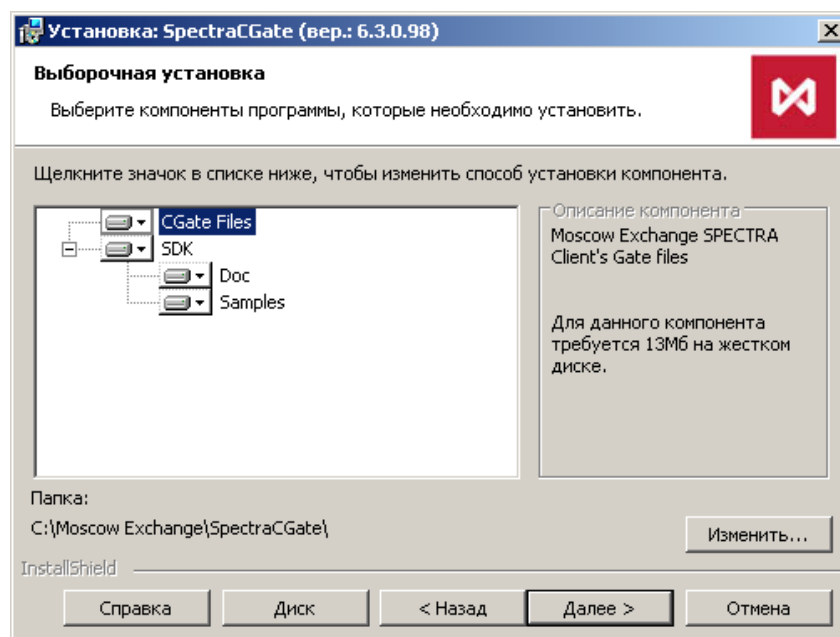 Установка: SpectraCGate (вер.: 6.3.0.98)
Выборочная установка
Выберите компоненты программы, которые необходимо установить.
Щелкните значок в списке ниже, чтобы изменить способ установки компонента.
CGate Files
SDK
Doc
Samples
Описание компонента
Moscow Exchange SPECTRA
Client's Gate files
Для данного компонента
требуется 13Мб на жестком
диске.
Папка:
C:\Moscow Exchange\SpectraCGate\
Изменить...
InstallShield
Справка
Диск
< Назад
Далее >
Отмена